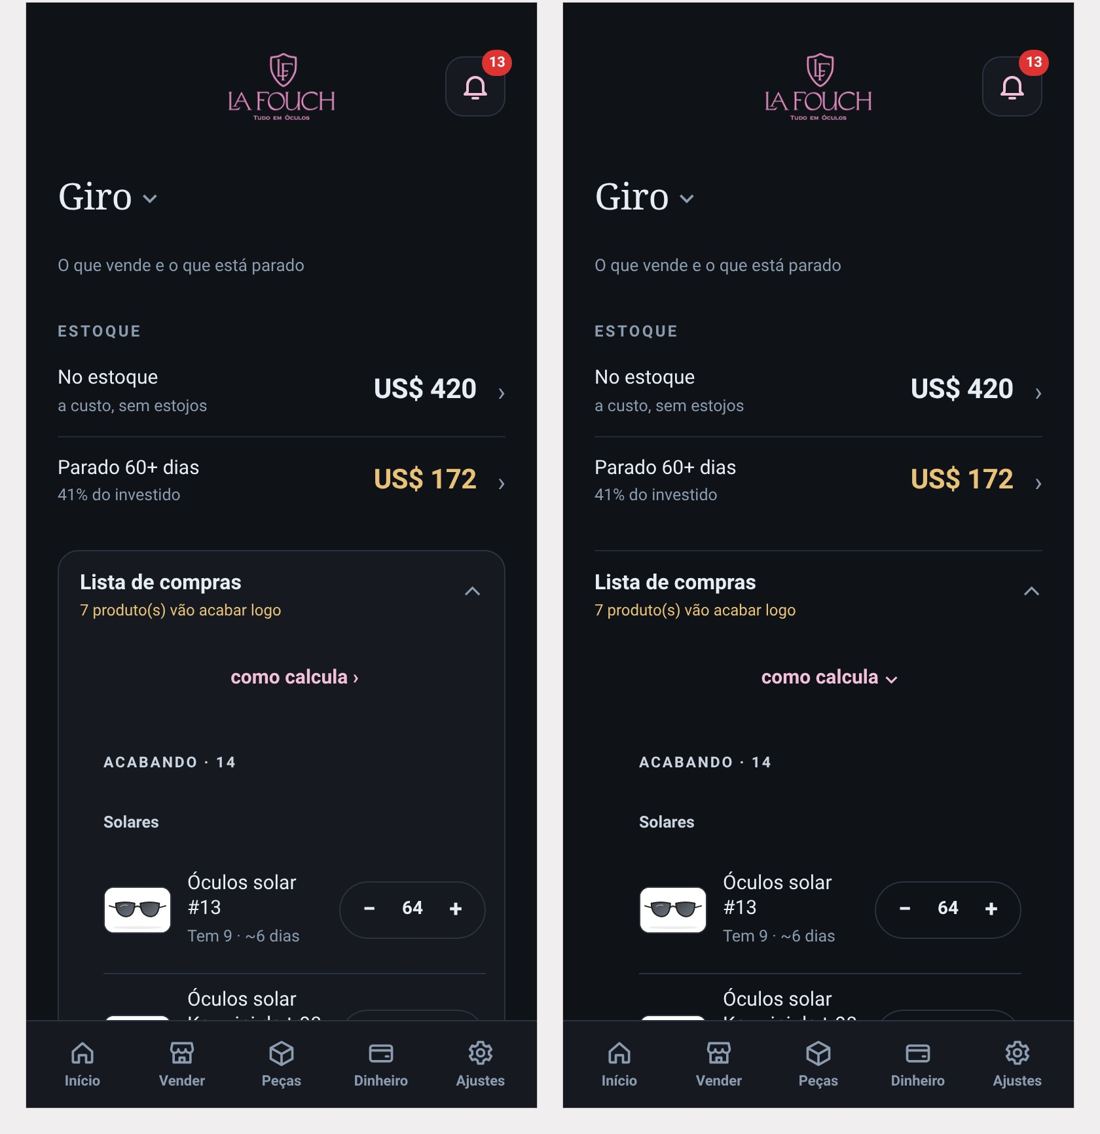 LF
LA FOUCH
TUDO EM ÓCULOS
13
Giro
O que vende e o que está parado
ESTOQUE
No estoque
a custo, sem estojos
US$ 420 ›
Parado 60+ dias
41% do investido
US$ 172 ›
Lista de compras
7 produto(s) vão acabar logo
como calcula ›
ACABANDO · 14
Solares
Óculos solar
#13
Tem 9 · ~6 dias
− 64 +
Óculos solar
Início
Vender
Peças
Dinheiro
Ajustes
LF
LA FOUCH
TUDO EM ÓCULOS
13
Giro
O que vende e o que está parado
ESTOQUE
No estoque
a custo, sem estojos
US$ 420 ›
Parado 60+ dias
41% do investido
US$ 172 ›
Lista de compras
7 produto(s) vão acabar logo
como calcula
ACABANDO · 14
Solares
Óculos solar
#13
Tem 9 · ~6 dias
− 64 +
Óculos solar
Início
Vender
Peças
Dinheiro
Ajustes